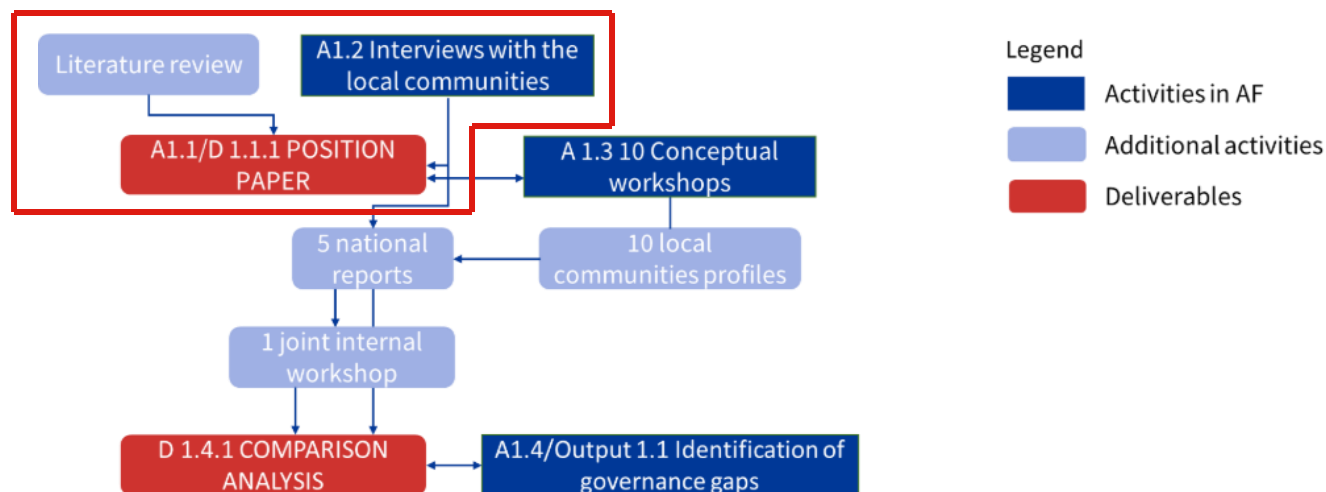 Literature review
A1.2 Interviews with the
local communities
A1.1/D 1.1.1 POSITION
PAPER
A 1.3 10 Conceptual
workshops
5 national
reports
10 local
communities profiles
1 joint internal
workshop
D 1.4.1 COMPARISON
ANALYSIS
A1.4/Output 1.1 Identification of
governance gaps
Legend
Activities in AF
Additional activities
Deliverables